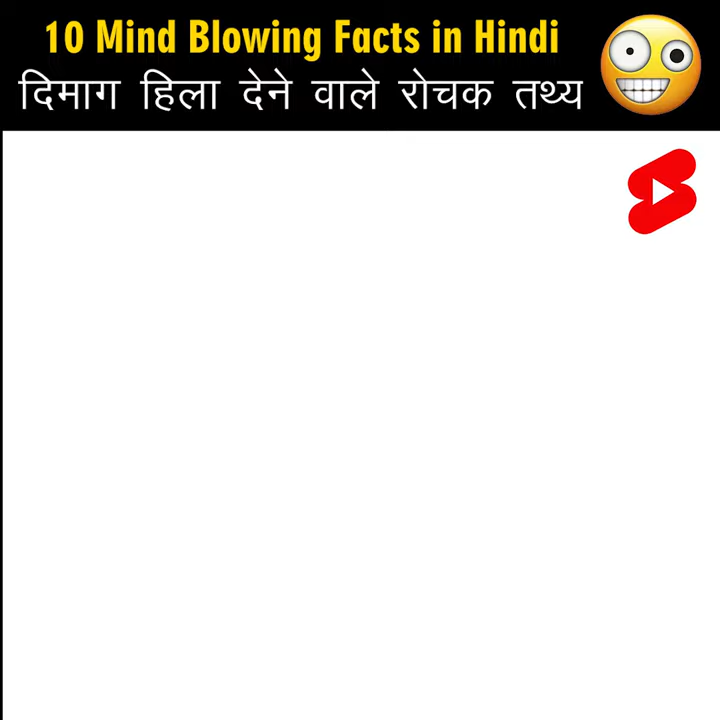 10 Mind Blowing Facts in Hindi
दिमाग हिला देने वाले रोचक तथ्य